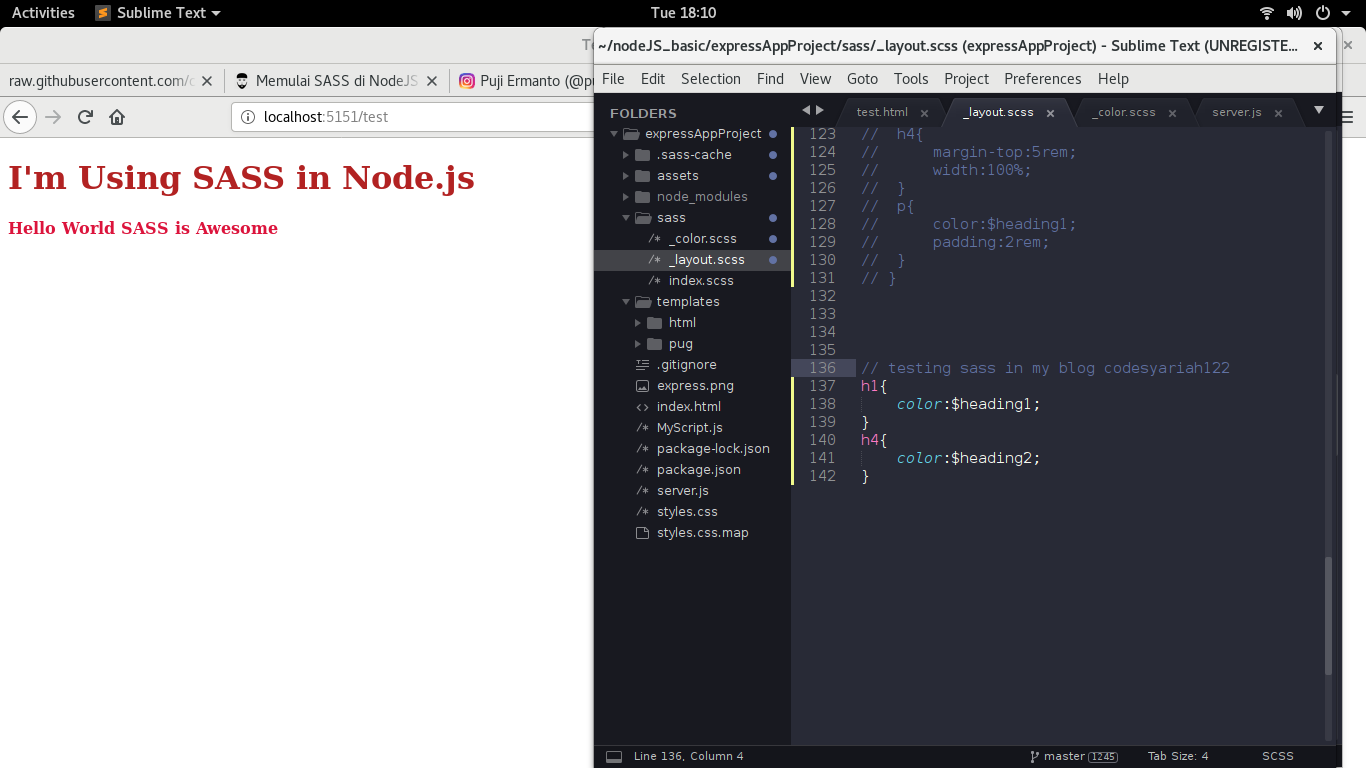 Activities Sublime Text Tue 18:10
~/nodeJS_basic/expressAppProject/sass/_layout.scss (expressAppProject) - Sublime Text (UNREGISTE...
raw.githubusercontent.com/ Memulai SASS di NodeJS Puji Ermanto (@p
localhost:5151/test
I'm Using SASS in Node.js
Hello World SASS is Awesome
File Edit Selection Find View Goto Tools Project Preferences Help
FOLDERS
expressAppProject
.sass-cache
assets
node_modules
sass
/* _color.scss
/* _layout.scss
/* index.scss
templates
html
pug
.gitignore
express.png
<> index.html
/* MyScript.js
/* package-lock.json
/* package.json
/* server.js
/* styles.css
styles.css.map
test.html _layout.scss _color.scss server.js
123 // h4{
124 // margin-top:5rem;
125 // width:100%;
126 // }
127 // p{
128 // color:$heading1;
129 // padding:2rem;
130 // }
131 // }
132
133
134
135
136 // testing sass in my blog codesyariah122
137 h1{
138 color:$heading1;
139 }
140 h4{
141 color:$heading2;
142 }
Line 136, Column 4 master 1245 Tab Size: 4 SCSS